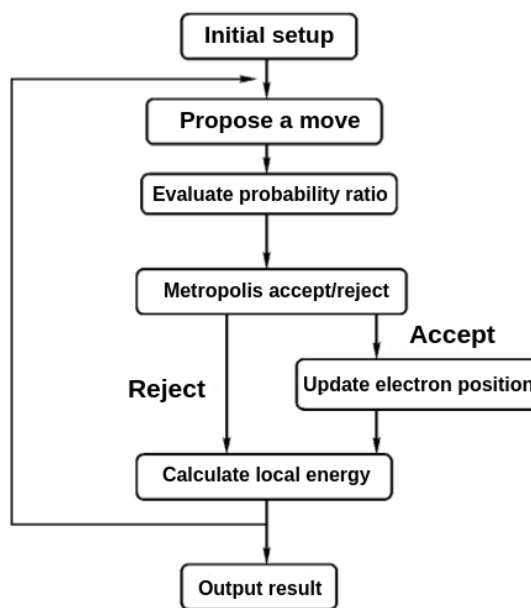 Initial setup
Propose a move
Evaluate probability ratio
Metropolis accept/reject
Accept
Update electron position
Reject
Calculate local energy
Output result